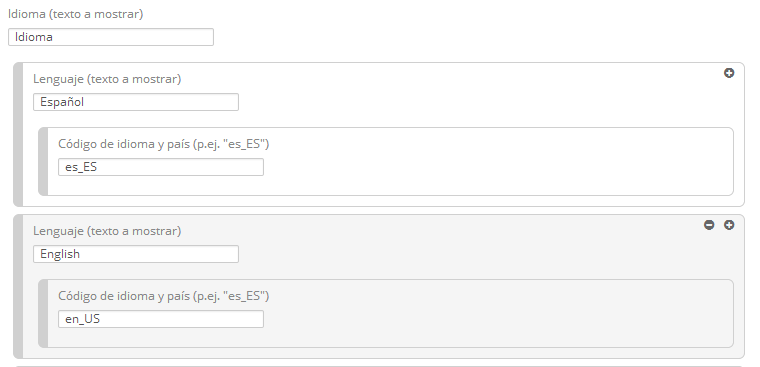 Idioma (texto a mostrar)
Idioma
Lenguaje (texto a mostrar)
Español
Código de idioma y país (p.ej. "es_ES")
es_ES
Lenguaje (texto a mostrar)
English
Código de idioma y país (p.ej. "es_ES")
en_US